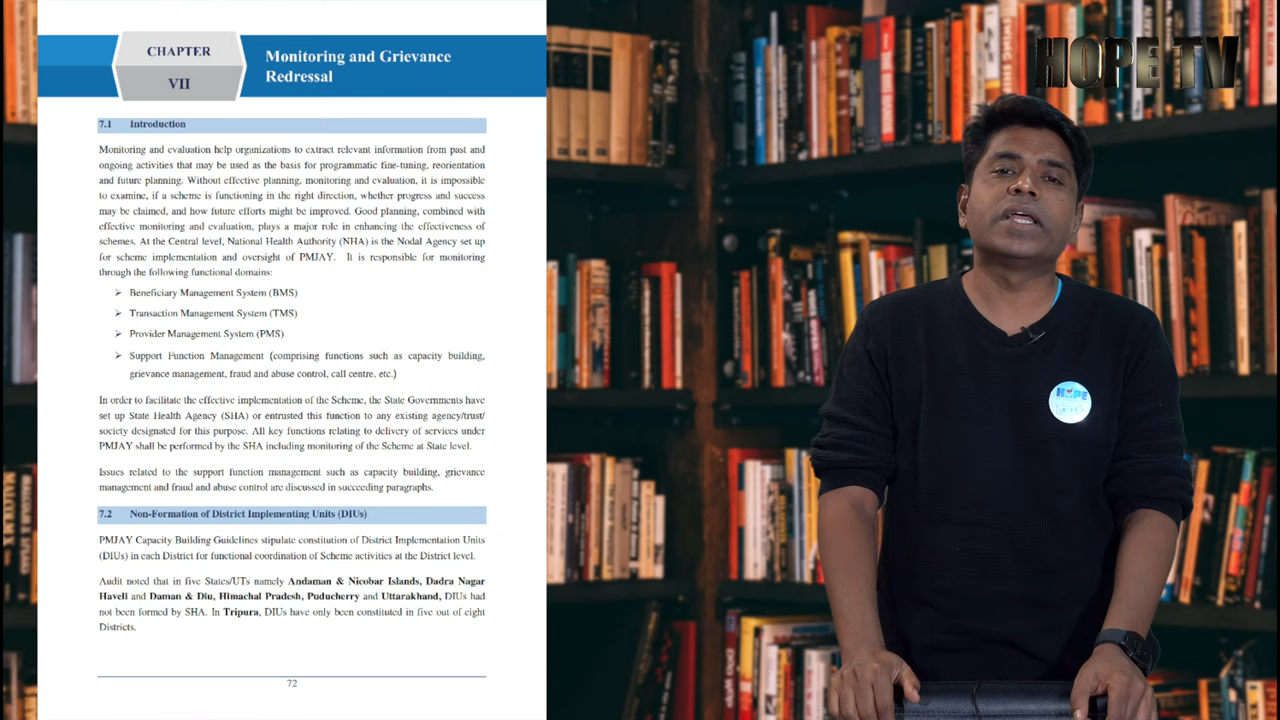 CHAPTER
VII
Monitoring and Grievance
Redressal
7.1 Introduction
Monitoring and evaluation help organizations to extract relevant information from past and
ongoing activities that may be used as the basis for programmatic fine-tuning, reorientation
and future planning. Without effective planning, monitoring and evaluation, it is impossible
to examine, if a scheme is functioning in the right direction, whether progress and success
may be claimed, and how future efforts might be improved. Good planning, combined with
effective monitoring and evaluation, plays a major role in enhancing the effectiveness of
schemes. At the Central level, National Health Authority (NHA) is the Nodal Agency set up
for scheme implementation and oversight of PMJAY. It is responsible for monitoring
through the following functional domains:
➢ Beneficiary Management System (BMS)
➢ Transaction Management System (TMS)
➢ Provider Management System (PMS)
➢ Support Function Management (comprising functions such as capacity building,
grievance management, fraud and abuse control, call centre, etc.)
In order to facilitate the effective implementation of the Scheme, the State Governments have
set up State Health Agency (SHA) or entrusted this function to any existing agency/trust/
society designated for this purpose. All key functions relating to delivery of services under
PMJAY shall be performed by the SHA including monitoring of the Scheme at State level.
Issues related to the support function management such as capacity building, grievance
management and fraud and abuse control are discussed in succeeding paragraphs.
7.2 Non-Formation of District Implementing Units (DIUs)
PMJAY Capacity Building Guidelines stipulate constitution of District Implementation Units
(DIUs) in each District for functional coordination of Scheme activities at the District level.
Audit noted that in five States/UTs namely Andaman & Nicobar Islands, Dadra Nagar
Haveli and Daman & Diu, Himachal Pradesh, Puducherry and Uttarakhand, DIUs had
not been formed by SHA. In Tripura, DIUs have only been constituted in five out of eight
Districts.
72
HOPE TV
HOPE